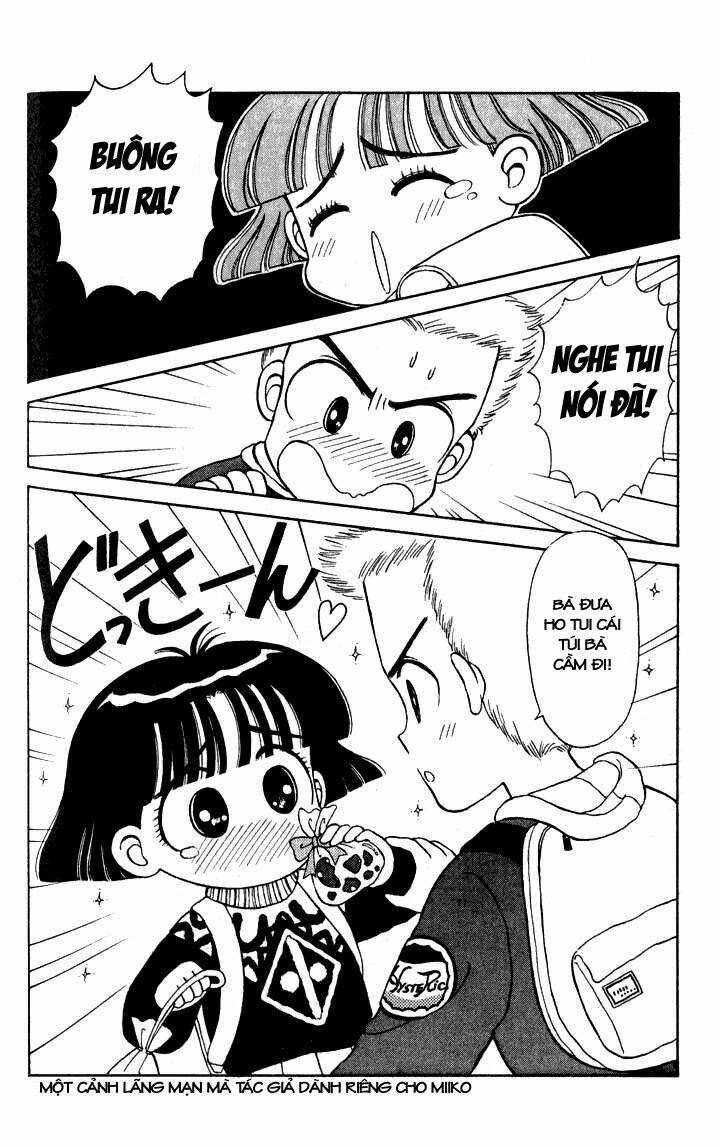 BUÔNG
TUI RA!
NGHE TUI
NÓI ĐÃ!
どっきーん
BÀ ĐƯA
HO TUI CÁI
TÚI BÀ
CẦM ĐI!
SYSTERIC
MỘT CẢNH LÃNG MẠN MÀ TÁC GIẢ DÀNH RIÊNG CHO MIIKO